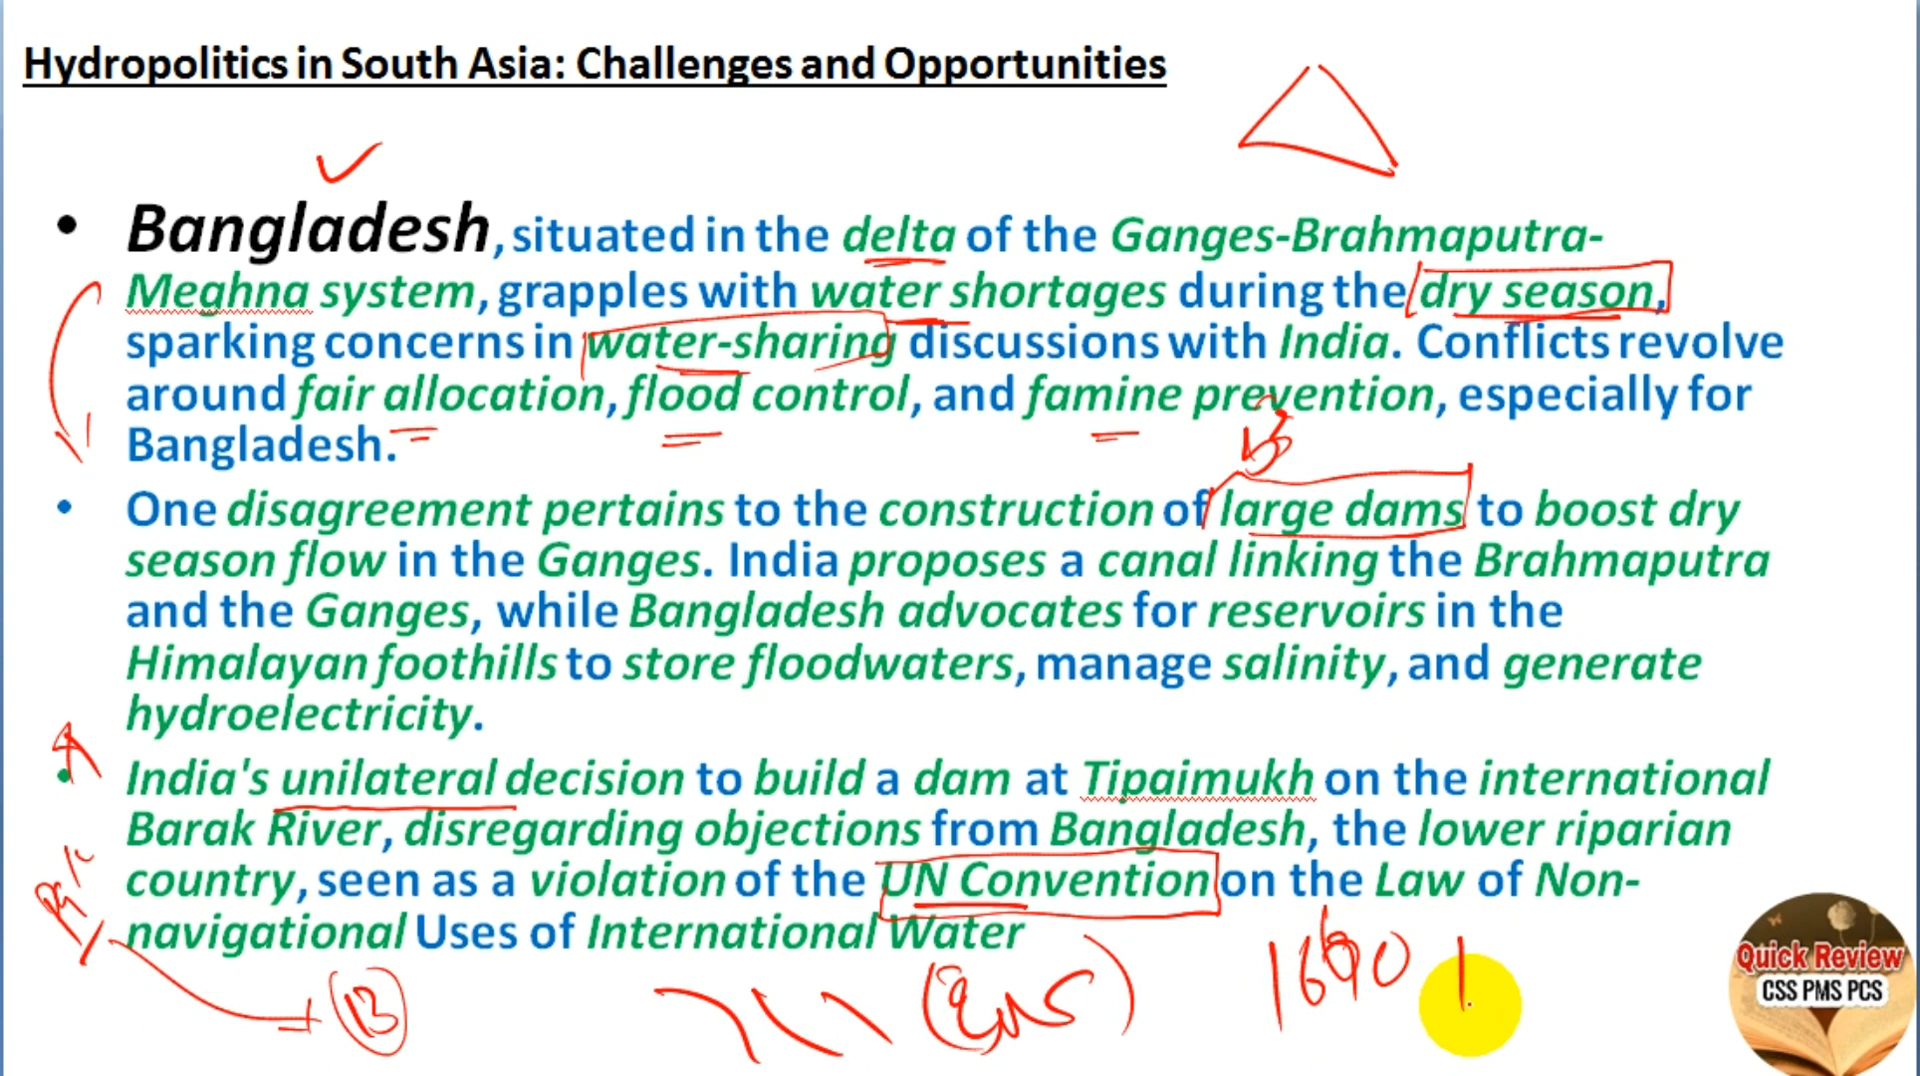 Hydropolitics in South Asia: Challenges and Opportunities
• Bangladesh, situated in the delta of the Ganges-Brahmaputra-
Meghna system, grapples with water shortages during the dry season,
sparking concerns in water-sharing discussions with India. Conflicts revolve
around fair allocation, flood control, and famine prevention, especially for
Bangladesh.
• One disagreement pertains to the construction of large dams to boost dry
season flow in the Ganges. India proposes a canal linking the Brahmaputra
and the Ganges, while Bangladesh advocates for reservoirs in the
Himalayan foothills to store floodwaters, manage salinity, and generate
hydroelectricity.
• India's unilateral decision to build a dam at Tipaimukh on the international
Barak River, disregarding objections from Bangladesh, the lower riparian
country, seen as a violation of the UN Convention on the Law of Non-
navigational Uses of International Water
Quick Review
CSS PMS PCS